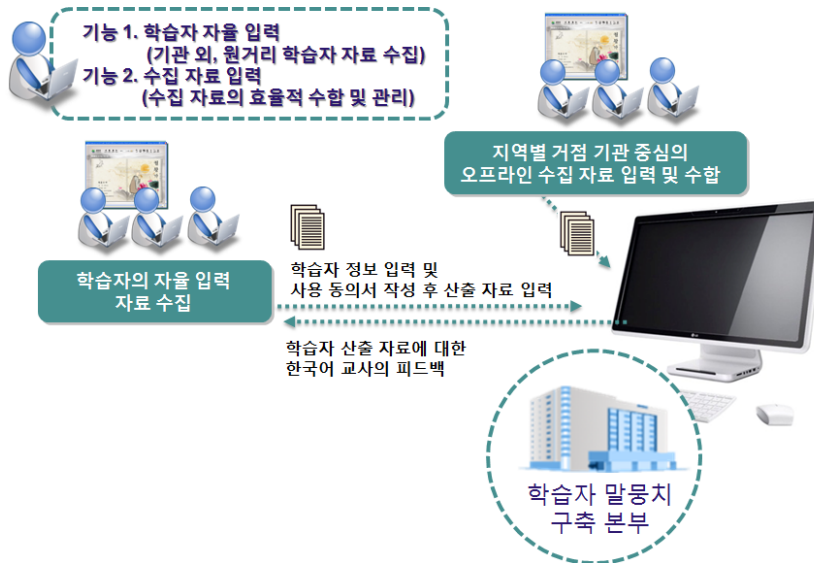 기능 1. 학습자 자율 입력
(기관 외, 원거리 학습자 자료 수집)
기능 2. 수집 자료 입력
(수집 자료의 효율적 수합 및 관리)
지역별 거점 기관 중심의
오프라인 수집 자료 입력 및 수합
학습자의 자율 입력
자료 수집
학습자 정보 입력 및
사용 동의서 작성 후 산출 자료 입력
학습자 산출 자료에 대한
한국어 교사의 피드백
학습자 말뭉치
구축 본부